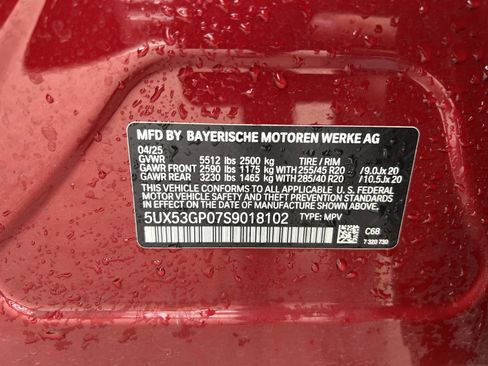 MFD BY BAYERISCHE MOTOREN WERKE AG
04/25
GVWR 5512 lbs 2500 kg TIRE / RIM
GAWR FRONT 2590 lbs 1175 kg WITH 255/45 R20 /9.0Jx 20
GAWR REAR 3230 lbs 1465 kg WITH 285/40 R20 /10.5Jx 20
THIS VEHICLE CONFORMS TO ALL APPLICABLE U.S. FEDERAL
MOTOR VEHICLE SAFETY AND THEFT PREVENTION STANDARDS
IN EFFECT ON THE DATE OF MANUFACTURE SHOWN ABOVE.
5UX53GP07S9018102 TYPE: MPV C68
7 320 730